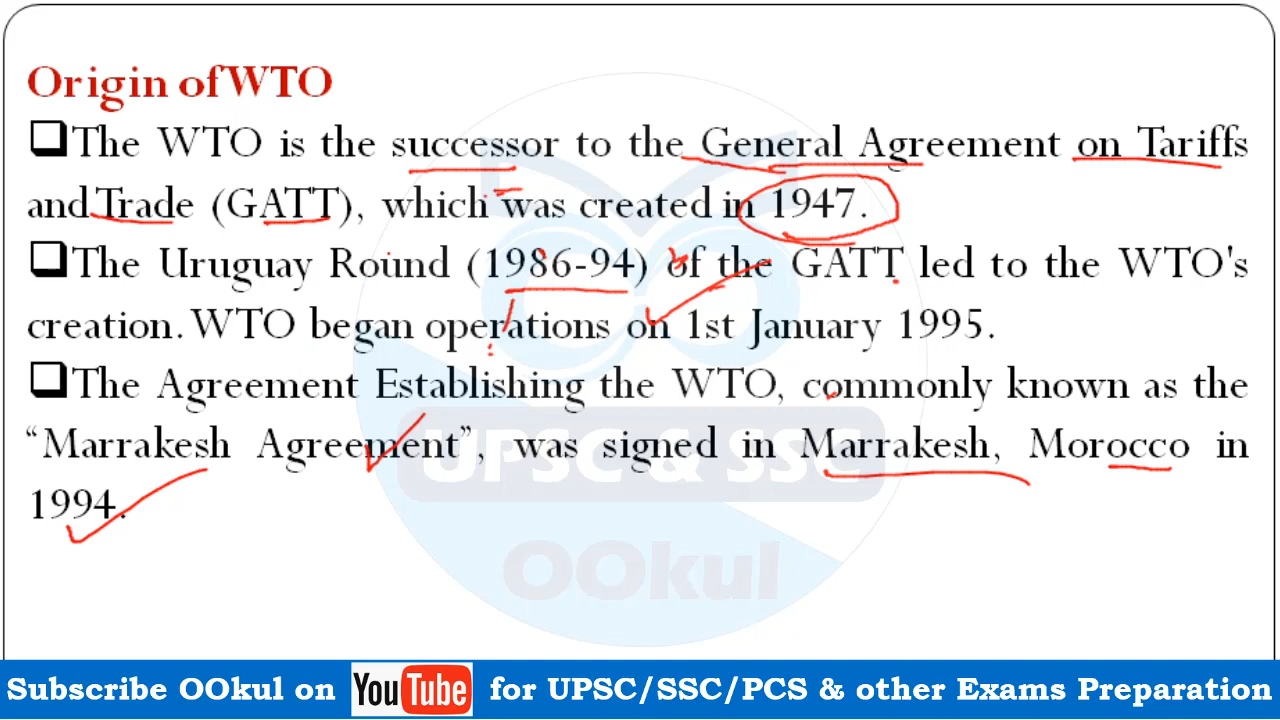 Origin of WTO
❑The WTO is the successor to the General Agreement on Tariffs
and Trade (GATT), which was created in 1947.
❑The Uruguay Round (1986-94) of the GATT led to the WTO's
creation. WTO began operations on 1st January 1995.
❑The Agreement Establishing the WTO, commonly known as the
“Marrakesh Agreement”, was signed in Marrakesh, Morocco in
1994.
UPSC & SSC
OOkul
Subscribe OOkul on YouTube for UPSC/SSC/PCS & other Exams Preparation